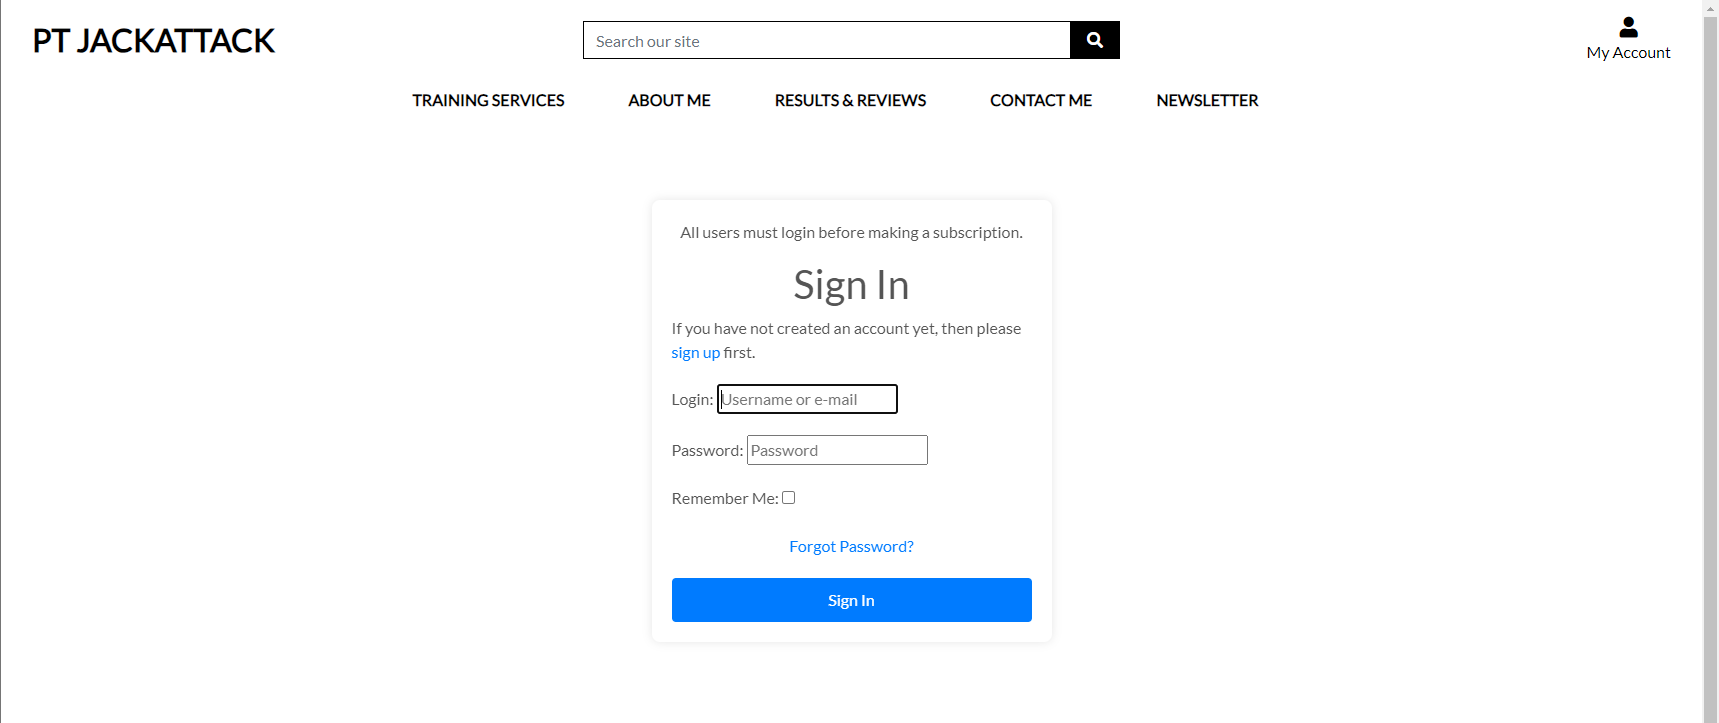 PT JACKATTACK
Search our site
My Account
TRAINING SERVICES ABOUT ME RESULTS & REVIEWS CONTACT ME NEWSLETTER
All users must login before making a subscription.
Sign In
If you have not created an account yet, then please
sign up first.
Login: Username or e-mail
Password: Password
Remember Me:
Forgot Password?
Sign In